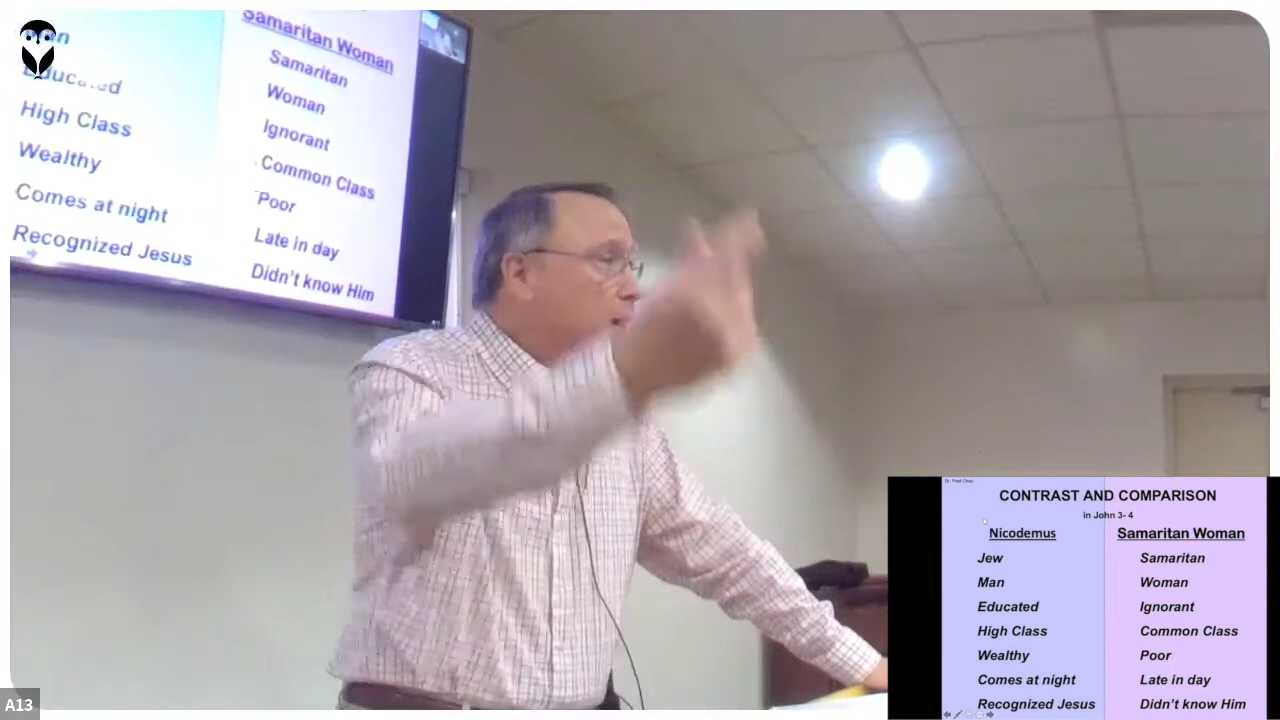 Samaritan Woman
Samaritan
Educated
Woman
High Class
Ignorant
Wealthy
Common Class
Comes at night
Poor
Recognized Jesus
Late in day
Didn't know Him
CONTRAST AND COMPARISON
in John 3- 4
Nicodemus Samaritan Woman
Jew Samaritan
Man Woman
Educated Ignorant
High Class Common Class
Wealthy Poor
Comes at night Late in day
Recognized Jesus Didn't know Him
A13